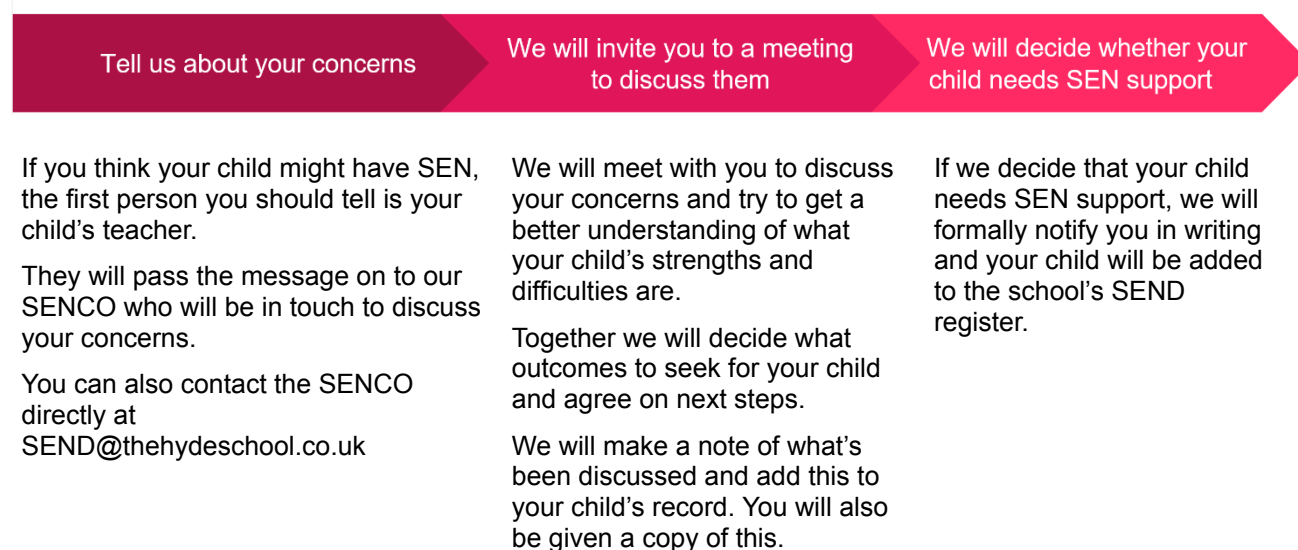 Tell us about your concerns
We will invite you to a meeting
to discuss them
We will decide whether your
child needs SEN support
If you think your child might have SEN,
the first person you should tell is your
child’s teacher.
They will pass the message on to our
SENCO who will be in touch to discuss
your concerns.
You can also contact the SENCO
directly at
SEND@thehydeschool.co.uk
We will meet with you to discuss
your concerns and try to get a
better understanding of what
your child’s strengths and
difficulties are.
Together we will decide what
outcomes to seek for your child
and agree on next steps.
We will make a note of what’s
been discussed and add this to
your child’s record. You will also
be given a copy of this.
If we decide that your child
needs SEN support, we will
formally notify you in writing
and your child will be added
to the school’s SEND
register.